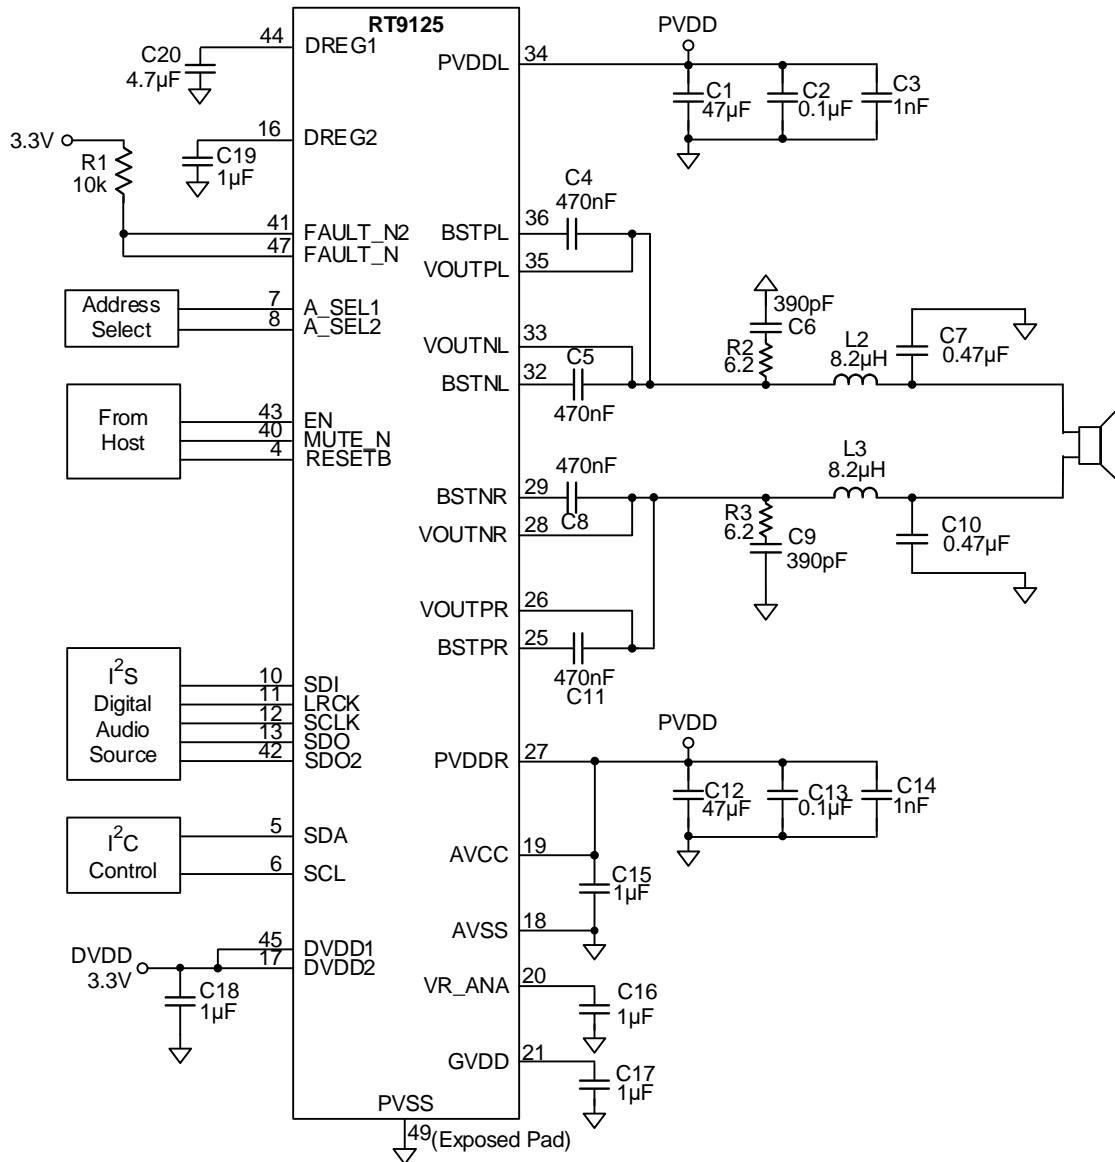 RT9125
44
DREG1
C20
4.7µF
16
DREG2
3.3V
R1
10k
C19
1µF
41
FAULT_N2
47
FAULT_N
Address
Select
7
A_SEL1
8
A_SEL2
From
Host
43
EN
40
MUTE_N
4
RESETB
I2S
Digital
Audio
Source
10
SDI
11
LRCK
12
SCLK
13
SDO
42
SDO2
I2C
Control
5
SDA
6
SCL
DVDD
3.3V
45
DVDD1
17
DVDD2
C18
1µF
PVSS
49 (Exposed Pad)
PVDD
PVDDL
34
C1
47µF
C2
0.1µF
C3
1nF
C4
470nF
BSTPL
36
VOUTPL
35
VOUTNL
33
BSTNL
32
C5
470nF
390pF
C6
R2
6.2
L2
8.2µH
C7
0.47µF
BSTNR
29
470nF
C8
VOUTNR
28
R3
6.2
C9
390pF
L3
8.2µH
C10
0.47µF
VOUTPR
26
BSTPR
25
470nF
C11
PVDD
PVDDR
27
C12
47µF
C13
0.1µF
C14
1nF
AVCC
19
C15
1µF
AVSS
18
VR_ANA
20
C16
1µF
GVDD
21
C17
1µF